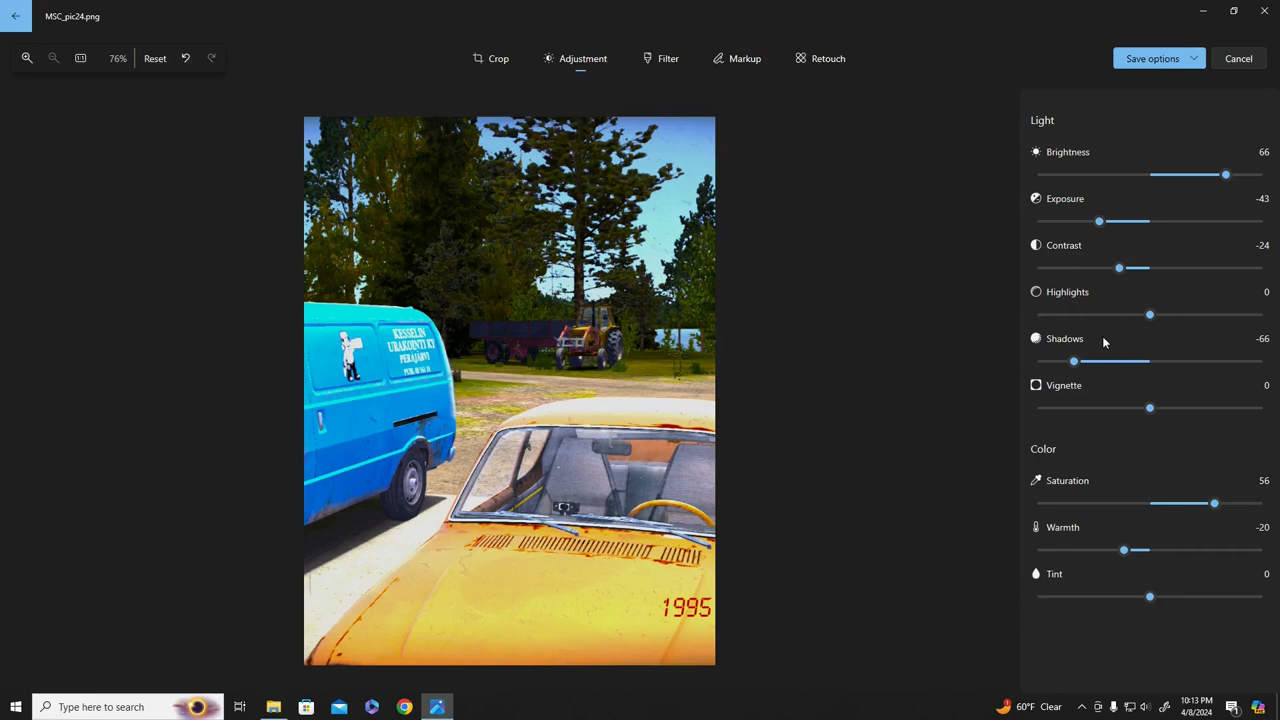 MSC_pic24.png
76%
Reset
Crop
Adjustment
Filter
Markup
Retouch
Save options
Cancel
Light
Brightness 66
Exposure -43
Contrast -24
Highlights 0
Shadows -66
Vignette 0
Color
Saturation 56
Warmth -20
Tint 0
KESSELIN
URAKOINTI KY
PERÄJÄRVI
1995
Type here to search
60°F Clear
10:13 PM
4/8/2024